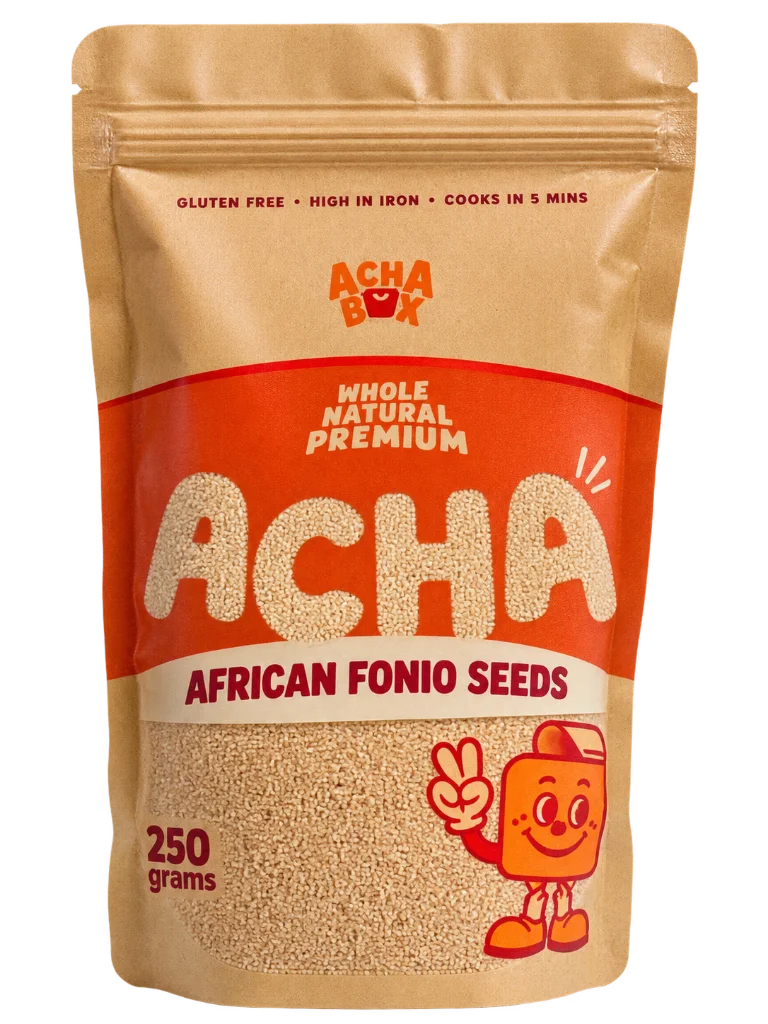 GLUTEN FREE • HIGH IN IRON • COOKS IN 5 MINS
ACHA
BOX
WHOLE
NATURAL
PREMIUM
ACHA
AFRICAN FONIO SEEDS
250
grams